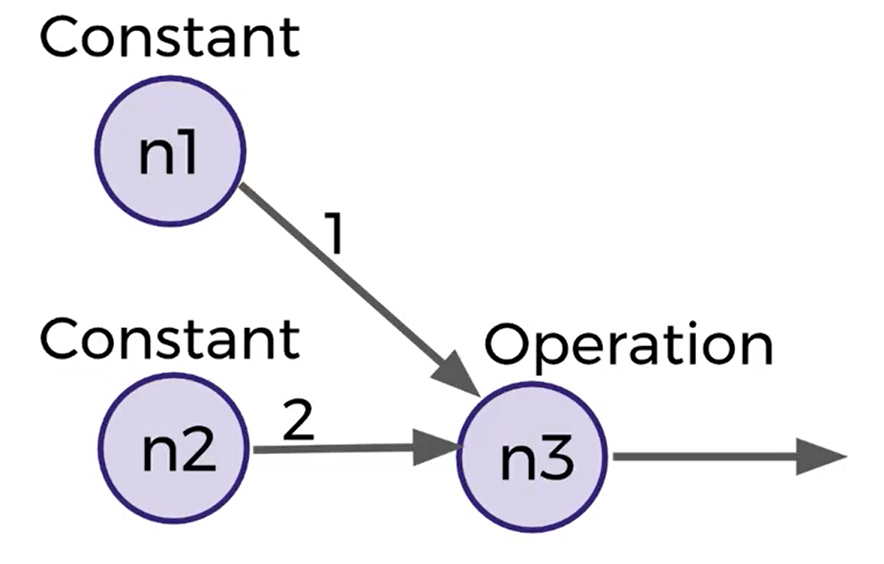 Constant
n1
1
Constant
Operation
n2
2
n3